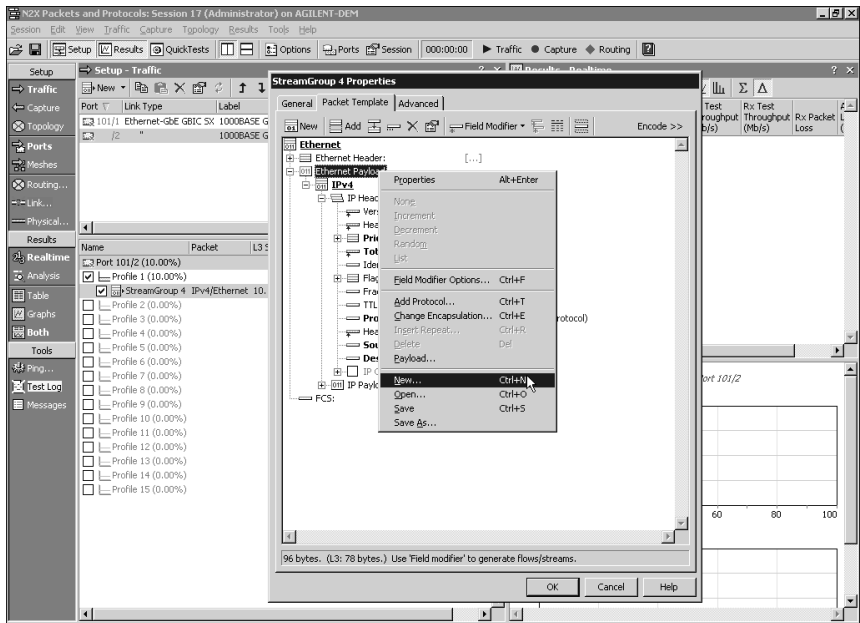 N2X Packets and Protocols: Session 17 (Administrator) on AGILENT-DEM
Session Edit View Traffic Capture Topology Results Tools Help
Setup Results QuickTests Options Ports Session 000:00:00 Traffic Capture Routing
Setup
Traffic
Capture
Topology
Ports
Meshes
Routing...
Link...
Physical...
Results
Realtime
Analysis
Table
Graphs
Both
Tools
Ping...
Test Log
Messages
Setup - Traffic
New
Port Link Type Label
101/1 Ethernet-GbE GBIC SX 1000BASE G
/2 " 1000BASE G
Name Packet L3 S
Port 101/2 (10.00%)
Profile 1 (10.00%)
StreamGroup 4 IPv4/Ethernet 10.
Profile 2 (0.00%)
Profile 3 (0.00%)
Profile 4 (0.00%)
Profile 5 (0.00%)
Profile 6 (0.00%)
Profile 7 (0.00%)
Profile 8 (0.00%)
Profile 9 (0.00%)
Profile 10 (0.00%)
Profile 11 (0.00%)
Profile 12 (0.00%)
Profile 13 (0.00%)
Profile 14 (0.00%)
Profile 15 (0.00%)
StreamGroup 4 Properties
General Packet Template Advanced
New Add Field Modifier Encode >>
Ethernet
Ethernet Header: [...]
Ethernet Payload
IPv4
IP Head
Vers
Hea
Prio
Tot
Iden
Flag
Fra
TTL
Pro rotocol)
Hea
Sou
Des
IP O
IP Paylo
FCS:
Properties Alt+Enter
None
Increment
Decrement
Random
List
Field Modifier Options... Ctrl+F
Add Protocol... Ctrl+T
Change Encapsulation... Ctrl+E
Insert Repeat... Ctrl+R
Delete Del
Payload...
New... Ctrl+N
Open... Ctrl+O
Save Ctrl+S
Save As...
96 bytes. (L3: 78 bytes.) Use 'Field modifier' to generate flows/streams.
OK Cancel Help
Results - Realtime
Test roughput b/s)
Rx Test Throughput (Mb/s)
Rx Packet Loss
ort 101/2
60 80 100